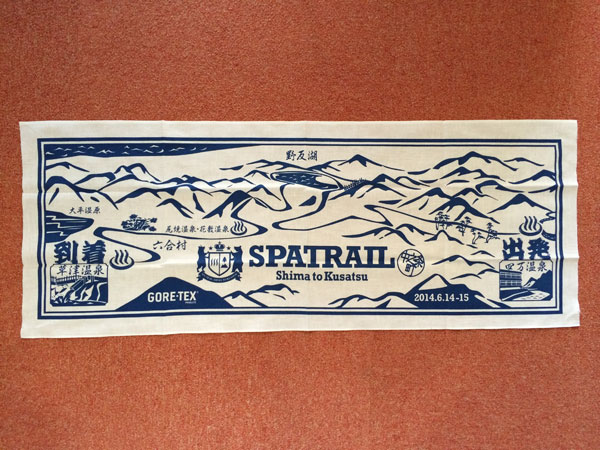 野反湖
大平湿原
尻焼温泉・花敷温泉
六合村
到着
草津温泉
SPATRAIL
Shima to Kusatsu
出発
四万温泉
GORE-TEX
2014.6.14-15